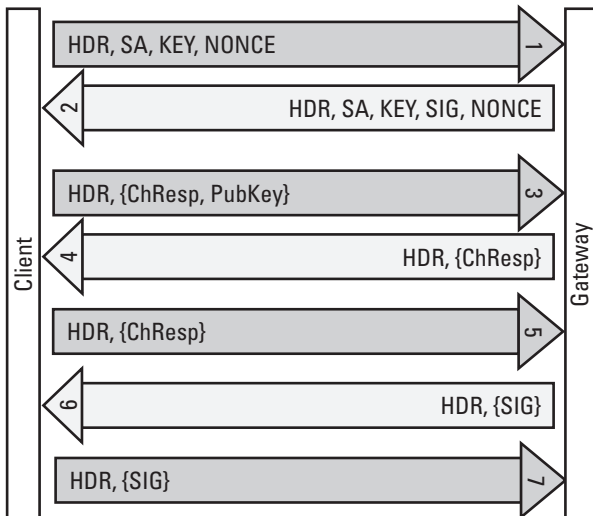 HDR, SA, KEY, NONCE
1
2
HDR, SA, KEY, SIG, NONCE
HDR, {ChResp, PubKey}
3
4
HDR, {ChResp}
Client
Gateway
HDR, {ChResp}
5
6
HDR, {SIG}
HDR, {SIG}
7